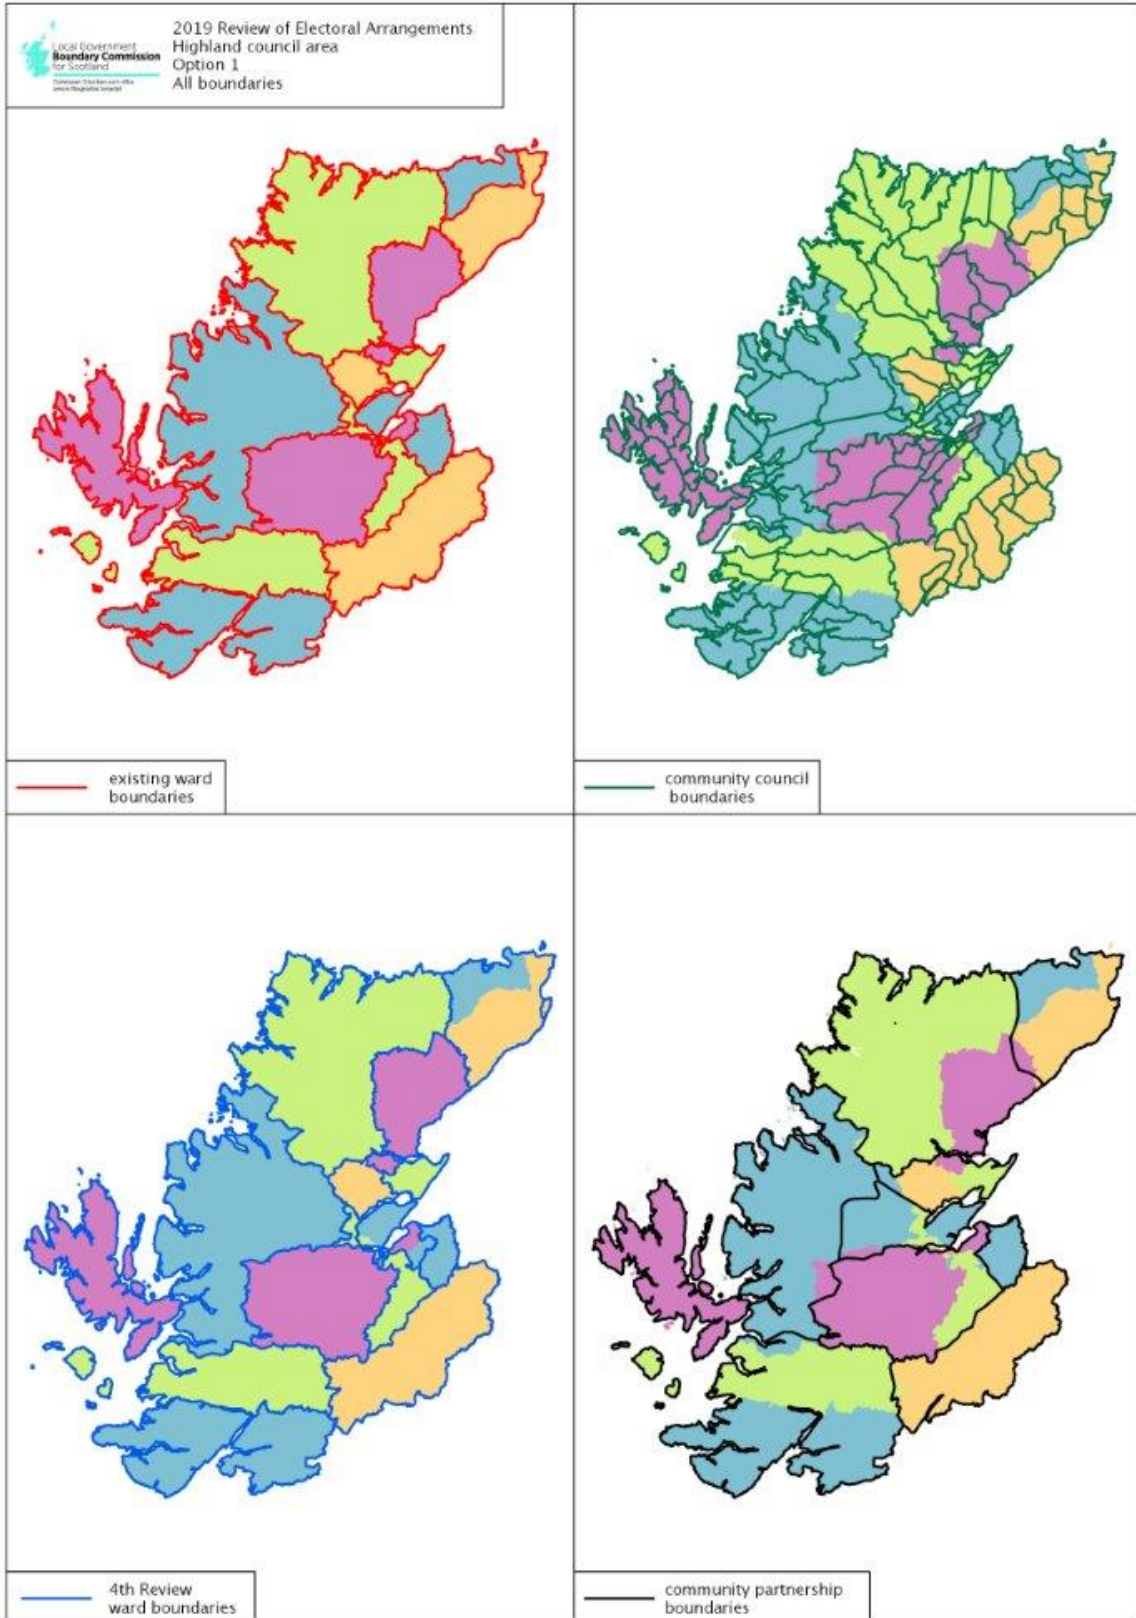 Local Government
Boundary Commission
for Scotland
2019 Review of Electoral Arrangements
Highland council area
Option 1
All boundaries
existing ward
boundaries
community council
boundaries
4th Review
ward boundaries
community partnership
boundaries